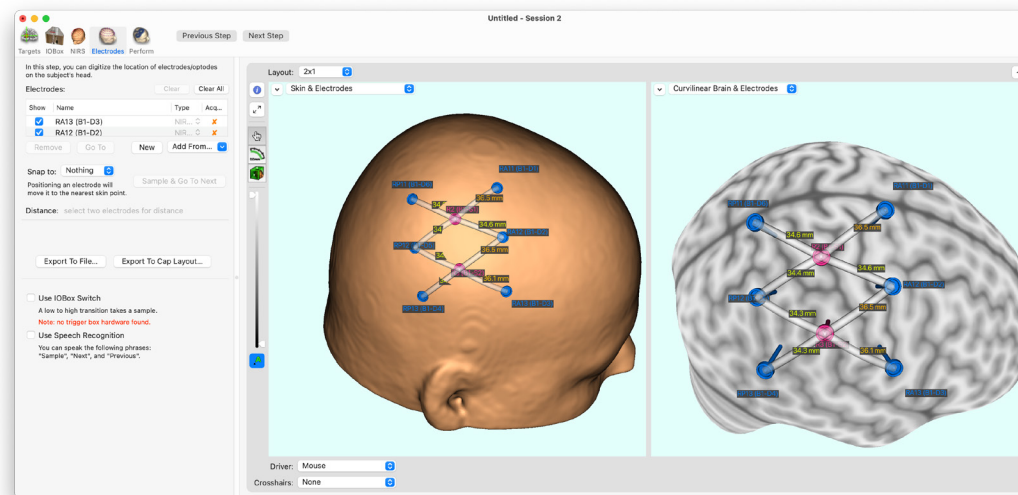 Untitled - Session 2
Targets IOBox NIRS Electrodes Perform
Previous Step Next Step
In this step, you can digitize the location of electrodes/optodes
on the subject's head.
Electrodes: Clear Clear All
Show Name Type Acq...
RA13 (B1-D3) NIR...
RA12 (B1-D2) NIR...
Remove Go To New Add From...
Snap to: Nothing
Sample & Go To Next
Positioning an electrode will
move it to the nearest skin point.
Distance: select two electrodes for distance
Export To File... Export To Cap Layout...
Use IOBox Switch
A low to high transition takes a sample.
Note: no trigger box hardware found.
Use Speech Recognition
You can speak the following phrases:
"Sample", "Next", and "Previous".
Layout: 2x1
Skin & Electrodes
36.5 mm
34.6 mm
36.5 mm
36.1 mm
Curvilinear Brain & Electrodes
34.6 mm
36.5 mm
34.4 mm
34.6 mm
34.3 mm
36.5 mm
34.3 mm
36.1 mm
Driver: Mouse
Crosshairs: None